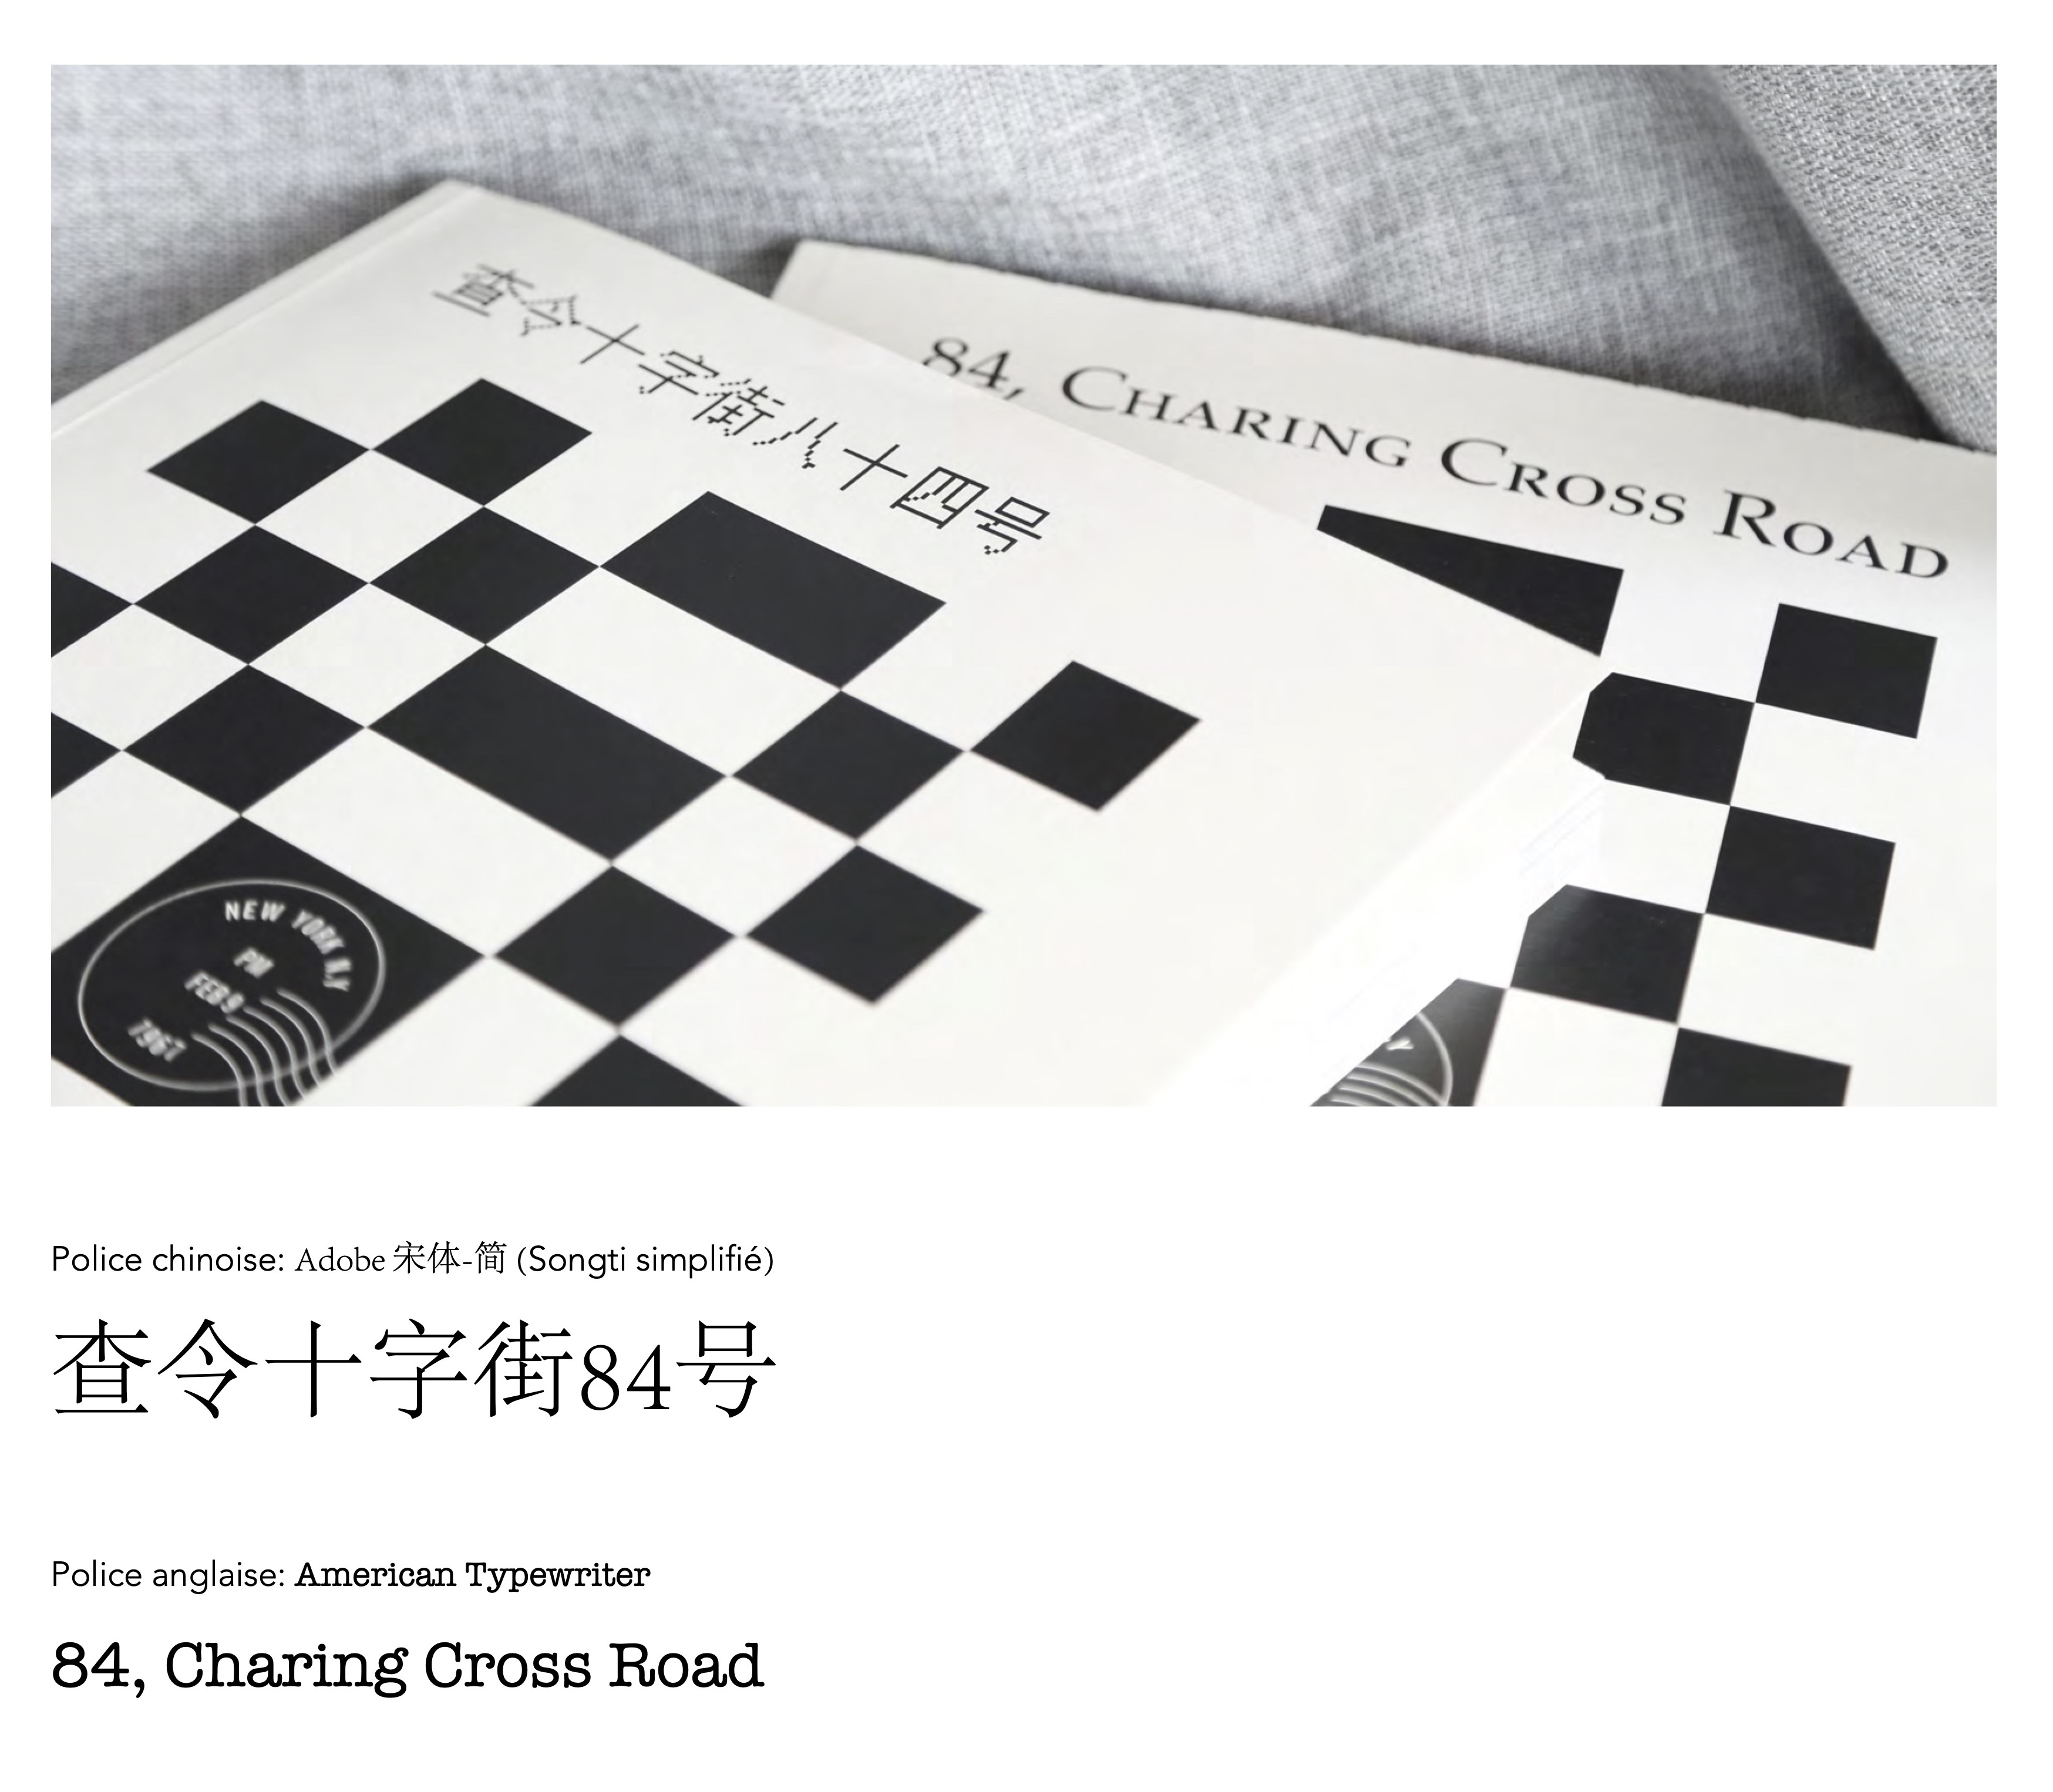 查令十字街八十四号
84, CHARING CROSS ROAD
NEW YORK N.Y
PM
FEB 9
1967
Police chinoise: Adobe 宋体-简 (Songti simplifié)
查令十字街84号
Police anglaise: American Typewriter
84, Charing Cross Road